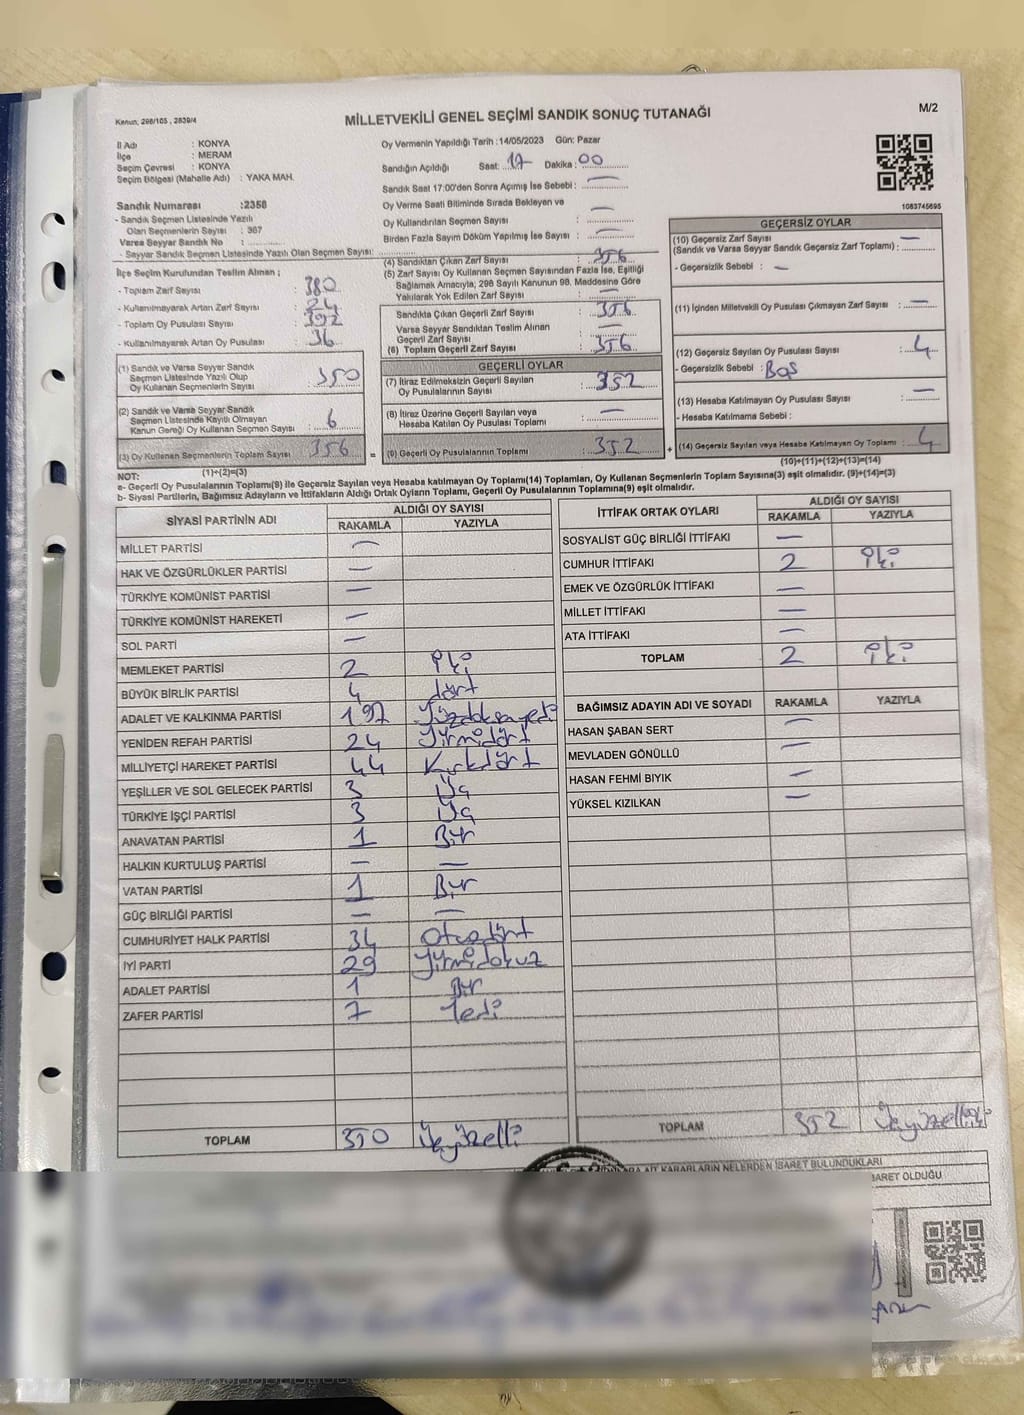 Kanun; 298/105 , 2839/4
MİLLETVEKİLİ GENEL SEÇİMİ SANDIK SONUÇ TUTANAĞI
M/2
İl Adı : KONYA
İlçe : MERAM
Seçim Çevresi : KONYA
Seçim Bölgesi (Mahalle Adı) : YAKA MAH.
Sandık Numarası :2358
- Sandık Seçmen Listesinde Yazılı
Olan Seçmenlerin Sayısı : 367
Varsa Seyyar Sandık No :
- Sayyar Sandık Seçmen Listesinde Yazılı Olan Seçmen Sayısı:
İlçe Seçim Kurulundan Teslim Alınan ;
- Toplam Zarf Sayısı : 380
- Kullanılmayarak Artan Zarf Sayısı : 24
- Toplam Oy Pusulası Sayısı : 392
- Kullanılmayarak Artan Oy Pusulası : 36
(1) Sandık ve Varsa Seyyar Sandık
Seçmen Listesinde Yazılı Olup
Oy Kullanan Seçmenlerin Sayısı : 350
(2) Sandık ve Varsa Seyyar Sandık
Seçmen Listesinde Kayıtlı Olmayan
Kanun Gereği Oy Kullanan Seçmen Sayısı : 6
(3) Oy Kullanan Seçmenlerin Toplam Sayısı : 356
(1)+(2)=(3)
Oy Vermenin Yapıldığı Tarih :14/05/2023 Gün: Pazar
Sandığın Açıldığı Saat: 17 Dakika : 00
Sandık Saat 17:00'den Sonra Açımış İse Sebebi : —
Oy Verme Saati Bitiminde Sırada Bekleyen ve
Oy Kullandırılan Seçmen Sayısı : —
Birden Fazla Sayım Döküm Yapılmış İse Sayısı : —
(4) Sandıktan Çıkan Zarf Sayısı : 356
(5) Zarf Sayısı Oy Kullanan Seçmen Sayısından Fazla İse, Eşitliği
Sağlamak Amacıyla, 298 Sayılı Kanunun 98. Maddesine Göre
Yakılarak Yok Edilen Zarf Sayısı : —
Sandıkta Çıkan Geçerli Zarf Sayısı : 356
Varsa Seyyar Sandıktan Teslim Alınan
Geçerli Zarf Sayısı : —
(6) Toplam Geçerli Zarf Sayısı : 356
GEÇERLİ OYLAR
(7) İtiraz Edilmeksizin Geçerli Sayılan
Oy Pusulasının Sayısı : 352
(8) İtiraz Üzerine Geçerli Sayılan veya
Hesaba Katılan Oy Pusulası Toplamı : —
= (9) Geçerli Oy Pusulalarının Toplamı : 352 +
1083745695
GEÇERSİZ OYLAR
(10) Geçersiz Zarf Sayısı
(Sandık ve Varsa Seyyar Sandık Geçersiz Zarf Toplamı) : —
- Geçersizlik Sebebi : —
(11) İçinden Milletvekili Oy Pusulası Çıkmayan Zarf Sayısı : —
(12) Geçersiz Sayılan Oy Pusulası Sayısı : 4
- Geçersizlik Sebebi : Boş
(13) Hesaba Katılmayan Oy Pusulası Sayısı : —
- Hesaba Katılmama Sebebi :
(14) Geçersiz Sayılan veya Hesaba Katılmayan Oy Toplamı : 4
(10)+(11)+(12)+(13)=(14)
NOT:
a- Geçerli Oy Pusulalarının Toplamı(9) ile Geçersiz Sayılan veya Hesaba katılmayan Oy Toplamı(14) Toplamları, Oy Kullanan Seçmenlerin Toplam Sayısına(3) eşit olmalıdır. (9)+(14)=(3)
b- Siyasi Partilerin, Bağımsız Adayların ve İttifakların Aldığı Ortak Oyların Toplamı, Geçerli Oy Pusulalarının Toplamına(9) eşit olmalıdır.
SİYASİ PARTİNİN ADI ALDIĞI OY SAYISI
RAKAMLA YAZIYLA
MİLLET PARTİSİ —
HAK VE ÖZGÜRLÜKLER PARTİSİ —
TÜRKİYE KOMÜNİST PARTİSİ —
TÜRKİYE KOMÜNİST HAREKETİ —
SOL PARTİ —
MEMLEKET PARTİSİ 2 İki
BÜYÜK BİRLİK PARTİSİ 4 dört
ADALET VE KALKINMA PARTİSİ 197 Yüzdoksanyedi
YENİDEN REFAH PARTİSİ 24 Yirmidört
MİLLİYETÇİ HAREKET PARTİSİ 44 Kırkdört
YEŞİLLER VE SOL GELECEK PARTİSİ 3 Üç
TÜRKİYE İŞÇİ PARTİSİ 3 Üç
ANAVATAN PARTİSİ 1 Bir
HALKIN KURTULUŞ PARTİSİ — —
VATAN PARTİSİ 1 Bir
GÜÇ BİRLİĞİ PARTİSİ — —
CUMHURİYET HALK PARTİSİ 34 Otuzdört
İYİ PARTİ 29 Yirmidokuz
ADALET PARTİSİ 1 Bir
ZAFER PARTİSİ 7 Yedi
TOPLAM 350 Üçyüzelli
İTTİFAK ORTAK OYLARI ALDIĞI OY SAYISI
RAKAMLA YAZIYLA
SOSYALİST GÜÇ BİRLİĞİ İTTİFAKI —
CUMHUR İTTİFAKI 2 İki
EMEK VE ÖZGÜRLÜK İTTİFAKI —
MİLLET İTTİFAKI —
ATA İTTİFAKI —
TOPLAM 2 İki
BAĞIMSIZ ADAYIN ADI VE SOYADI RAKAMLA YAZIYLA
HASAN ŞABAN SERT —
MEVLADEN GÖNÜLLÜ —
HASAN FEHMİ BIYIK —
YÜKSEL KIZILKAN —
TOPLAM 352 Üçyüzelliiki
KARARLARIN NELERDEN İBARET BULUNDUKLARI
İBARET OLDUĞU